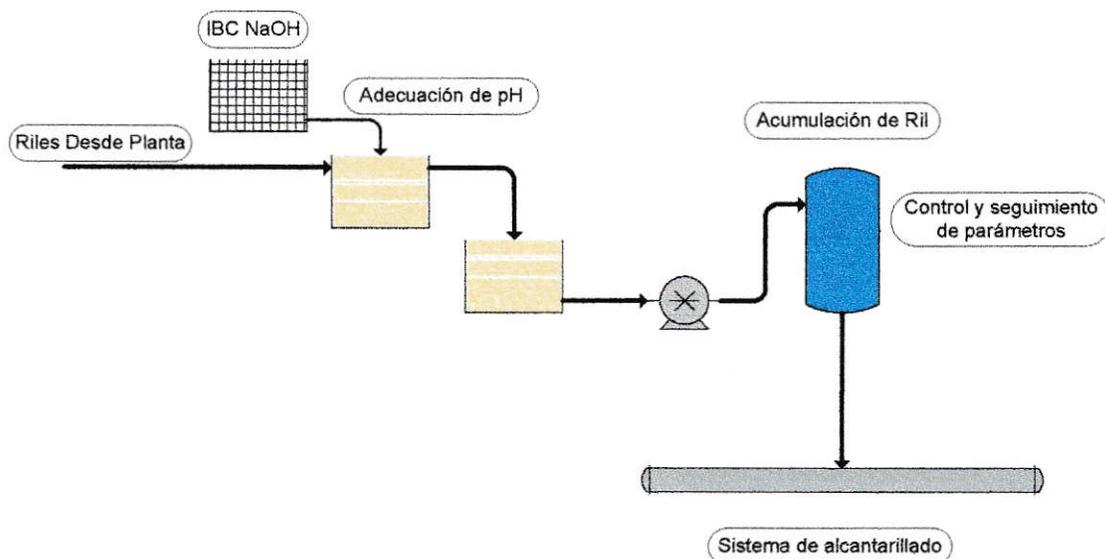 IBC NaOH
Adecuación de pH
Riles Desde Planta
Acumulación de Ril
Control y seguimiento
de parámetros
Sistema de alcantarillado